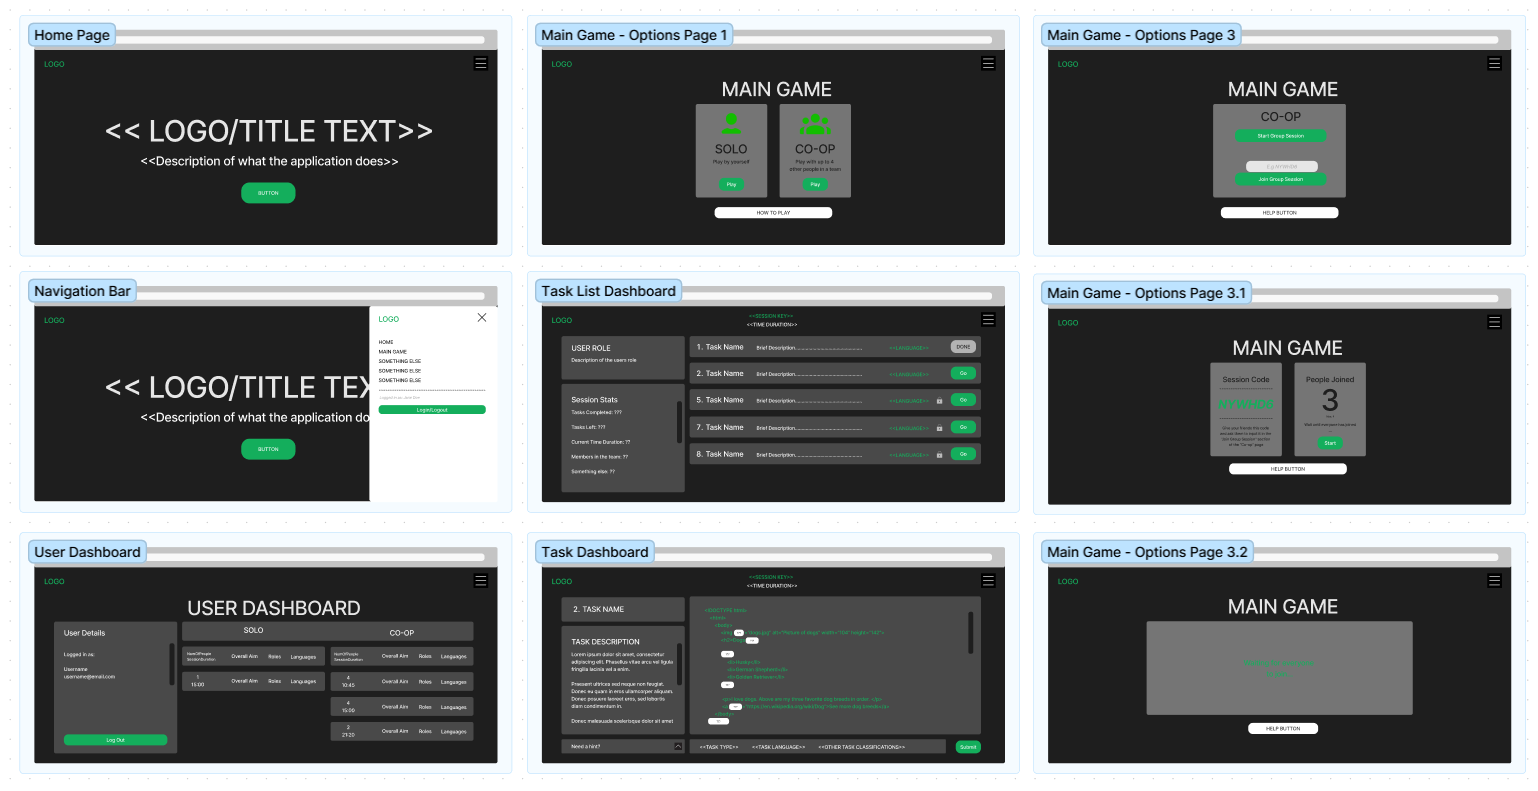 Home Page
LOGO
<< LOGO/TITLE TEXT>>
<<Description of what the application does>>
BUTTON
Main Game - Options Page 1
LOGO
MAIN GAME
SOLO
Play by yourself
Play
CO-OP
Play with up to 4
other people in a team
Play
HOW TO PLAY
Main Game - Options Page 3
LOGO
MAIN GAME
CO-OP
Start Group Session
Join Group Session
HELP BUTTON
Navigation Bar
LOGO
<< LOGO/TITLE TEX
<<Description of what the application do
BUTTON
LOGO
HOME
MAIN GAME
SOMETHING ELSE
SOMETHING ELSE
SOMETHING ELSE
Login/Logout
Task List Dashboard
LOGO
<<SESSION KEY>>
<<TIME DURATION>>
USER ROLE
Description of the users role
Session Stats
Tasks Completed: ???
Tasks Left: ???
Current Time Duration: ??
Members in the team: ??
Something else: ??
1. Task Name Brief Description <<LANGUAGE>> DONE
2. Task Name Brief Description <<LANGUAGE>> Go
5. Task Name Brief Description <<LANGUAGE>> Go
7. Task Name Brief Description <<LANGUAGE>> Go
8. Task Name Brief Description <<LANGUAGE>> Go
Main Game - Options Page 3.1
LOGO
MAIN GAME
Session Code
People Joined
3
Start
HELP BUTTON
User Dashboard
LOGO
USER DASHBOARD
User Details
Logged in as:
Username
username@email.com
Log Out
SOLO
NumOfPeople
SessionDuration
Overall Aim Roles Languages
1
15:00
Overall Aim Roles Languages
CO-OP
NumOfPeople
SessionDuration
Overall Aim Roles Languages
4
10:45
Overall Aim Roles Languages
4
15:00
Overall Aim Roles Languages
2
21:20
Overall Aim Roles Languages
Task Dashboard
LOGO
<<SESSION KEY>>
<<TIME DURATION>>
2. TASK NAME
TASK DESCRIPTION
Lorem ipsum dolor sit amet, consectetur
adipiscing elit. Phasellus vitae arcu vel ligula
fringilla lacinia vel a enim.
Praesent ultrices sed neque non feugiat.
Donec eu quam in eros ullamcorper aliquam.
Donec posuere laoreet eros, sed lobortis
diam condimentum in.
Donec malesuada scelerisque dolor sit amet
Need a hint?
<body>
<<TASK TYPE>> <<TASK LANGUAGE>> <<OTHER TASK CLASSIFICATIONS>>
Submit
Main Game - Options Page 3.2
LOGO
MAIN GAME
HELP BUTTON